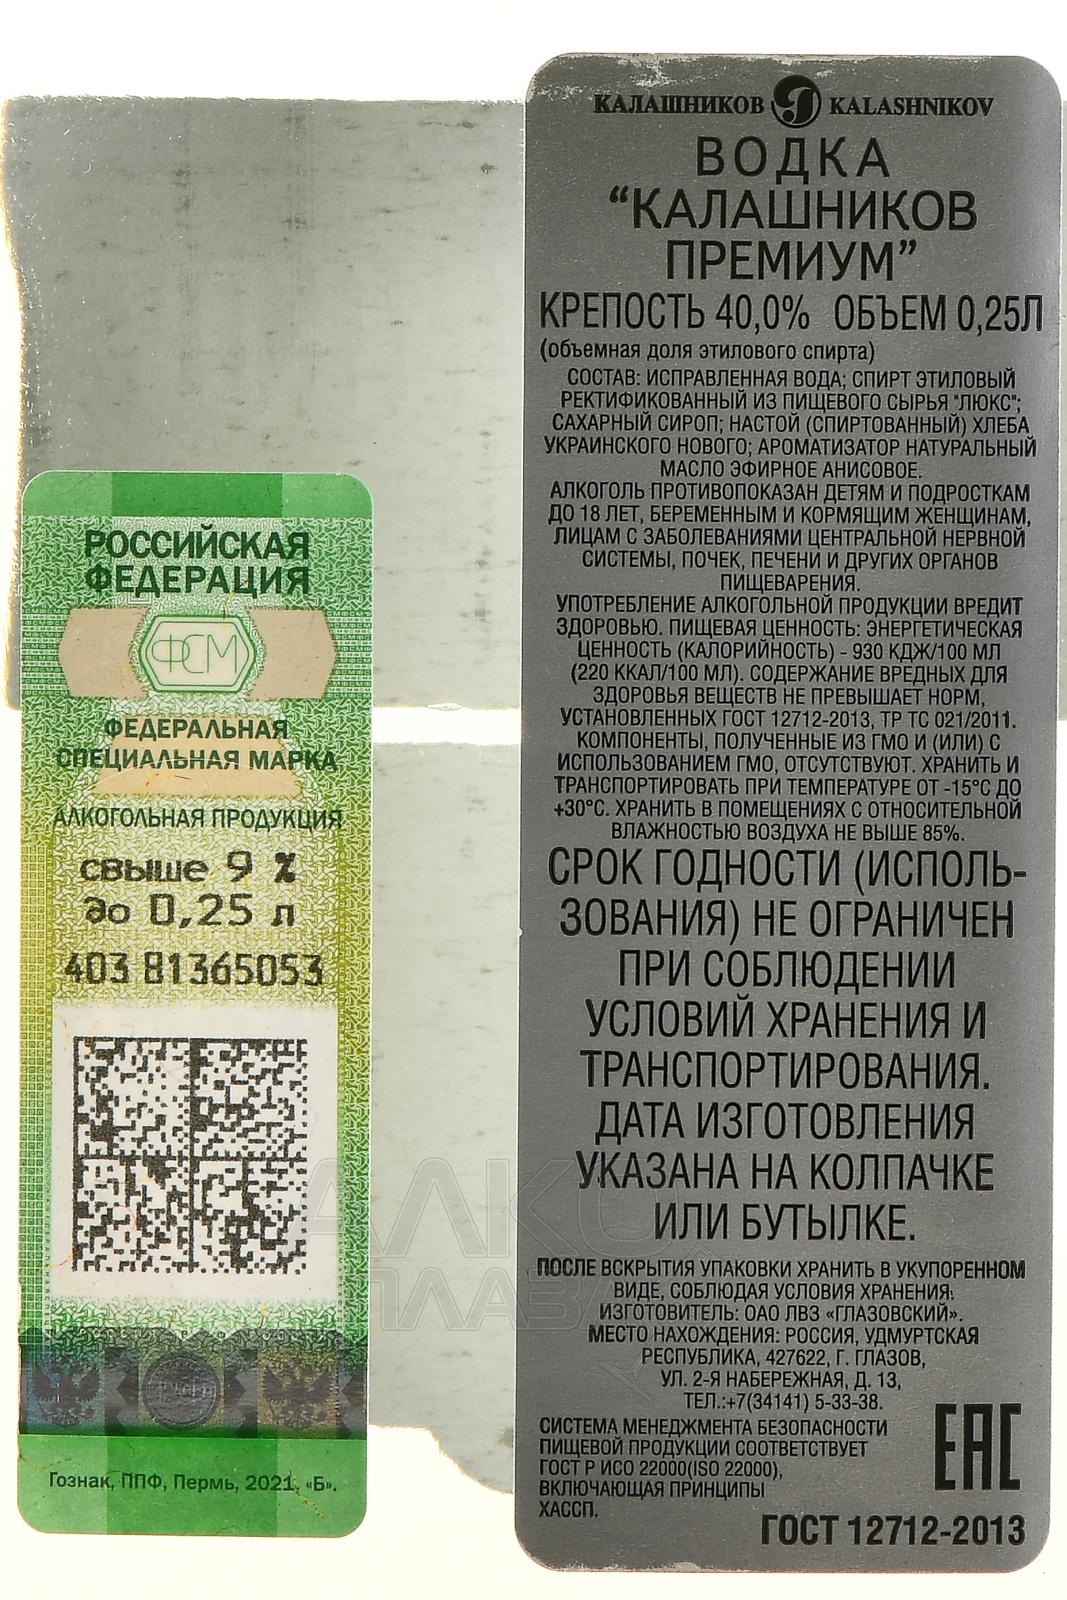 РОССИЙСКАЯ
ФЕДЕРАЦИЯ
ФСМ
ФЕДЕРАЛЬНАЯ
СПЕЦИАЛЬНАЯ МАРКА
АЛКОГОЛЬНАЯ ПРОДУКЦИЯ
свыше 9 %
до 0,25 л
403 81365053
Гознак, ППФ, Пермь, 2021, «Б».
КАЛАШНИКОВ KALASHNIKOV
ВОДКА
“КАЛАШНИКОВ
ПРЕМИУМ”
КРЕПОСТЬ 40,0% ОБЪЕМ 0,25Л
(объемная доля этилового спирта)
СОСТАВ: ИСПРАВЛЕННАЯ ВОДА; СПИРТ ЭТИЛОВЫЙ
РЕКТИФИКОВАННЫЙ ИЗ ПИЩЕВОГО СЫРЬЯ "ЛЮКС";
САХАРНЫЙ СИРОП; НАСТОЙ (СПИРТОВАННЫЙ) ХЛЕБА
УКРАИНСКОГО НОВОГО; АРОМАТИЗАТОР НАТУРАЛЬНЫЙ
МАСЛО ЭФИРНОЕ АНИСОВОЕ.
АЛКОГОЛЬ ПРОТИВОПОКАЗАН ДЕТЯМ И ПОДРОСТКАМ
ДО 18 ЛЕТ, БЕРЕМЕННЫМ И КОРМЯЩИМ ЖЕНЩИНАМ,
ЛИЦАМ С ЗАБОЛЕВАНИЯМИ ЦЕНТРАЛЬНОЙ НЕРВНОЙ
СИСТЕМЫ, ПОЧЕК, ПЕЧЕНИ И ДРУГИХ ОРГАНОВ
ПИЩЕВАРЕНИЯ.
УПОТРЕБЛЕНИЕ АЛКОГОЛЬНОЙ ПРОДУКЦИИ ВРЕДИТ
ЗДОРОВЬЮ. ПИЩЕВАЯ ЦЕННОСТЬ: ЭНЕРГЕТИЧЕСКАЯ
ЦЕННОСТЬ (КАЛОРИЙНОСТЬ) - 930 КДЖ/100 МЛ
(220 ККАЛ/100 МЛ). СОДЕРЖАНИЕ ВРЕДНЫХ ДЛЯ
ЗДОРОВЬЯ ВЕЩЕСТВ НЕ ПРЕВЫШАЕТ НОРМ,
УСТАНОВЛЕННЫХ ГОСТ 12712-2013, ТР ТС 021/2011.
КОМПОНЕНТЫ, ПОЛУЧЕННЫЕ ИЗ ГМО И (ИЛИ) С
ИСПОЛЬЗОВАНИЕМ ГМО, ОТСУТСТВУЮТ. ХРАНИТЬ И
ТРАНСПОРТИРОВАТЬ ПРИ ТЕМПЕРАТУРЕ ОТ -15°С ДО
+30°С. ХРАНИТЬ В ПОМЕЩЕНИЯХ С ОТНОСИТЕЛЬНОЙ
ВЛАЖНОСТЬЮ ВОЗДУХА НЕ ВЫШЕ 85%.
СРОК ГОДНОСТИ (ИСПОЛЬ-
ЗОВАНИЯ) НЕ ОГРАНИЧЕН
ПРИ СОБЛЮДЕНИИ
УСЛОВИЙ ХРАНЕНИЯ И
ТРАНСПОРТИРОВАНИЯ.
ДАТА ИЗГОТОВЛЕНИЯ
УКАЗАНА НА КОЛПАЧКЕ
ИЛИ БУТЫЛКЕ.
ПОСЛЕ ВСКРЫТИЯ УПАКОВКИ ХРАНИТЬ В УКУПОРЕННОМ
ВИДЕ, СОБЛЮДАЯ УСЛОВИЯ ХРАНЕНИЯ.
ИЗГОТОВИТЕЛЬ: ОАО ЛВЗ «ГЛАЗОВСКИЙ».
МЕСТО НАХОЖДЕНИЯ: РОССИЯ, УДМУРТСКАЯ
РЕСПУБЛИКА, 427622, Г. ГЛАЗОВ,
УЛ. 2-Я НАБЕРЕЖНАЯ, Д. 13,
ТЕЛ.:+7(34141) 5-33-38.
СИСТЕМА МЕНЕДЖМЕНТА БЕЗОПАСНОСТИ
ПИЩЕВОЙ ПРОДУКЦИИ СООТВЕТСТВУЕТ
ГОСТ Р ИСО 22000(ISO 22000),
ВКЛЮЧАЮЩАЯ ПРИНЦИПЫ
ХАССП.
ЕАС
ГОСТ 12712-2013
АЛКО
ПЛАЗА